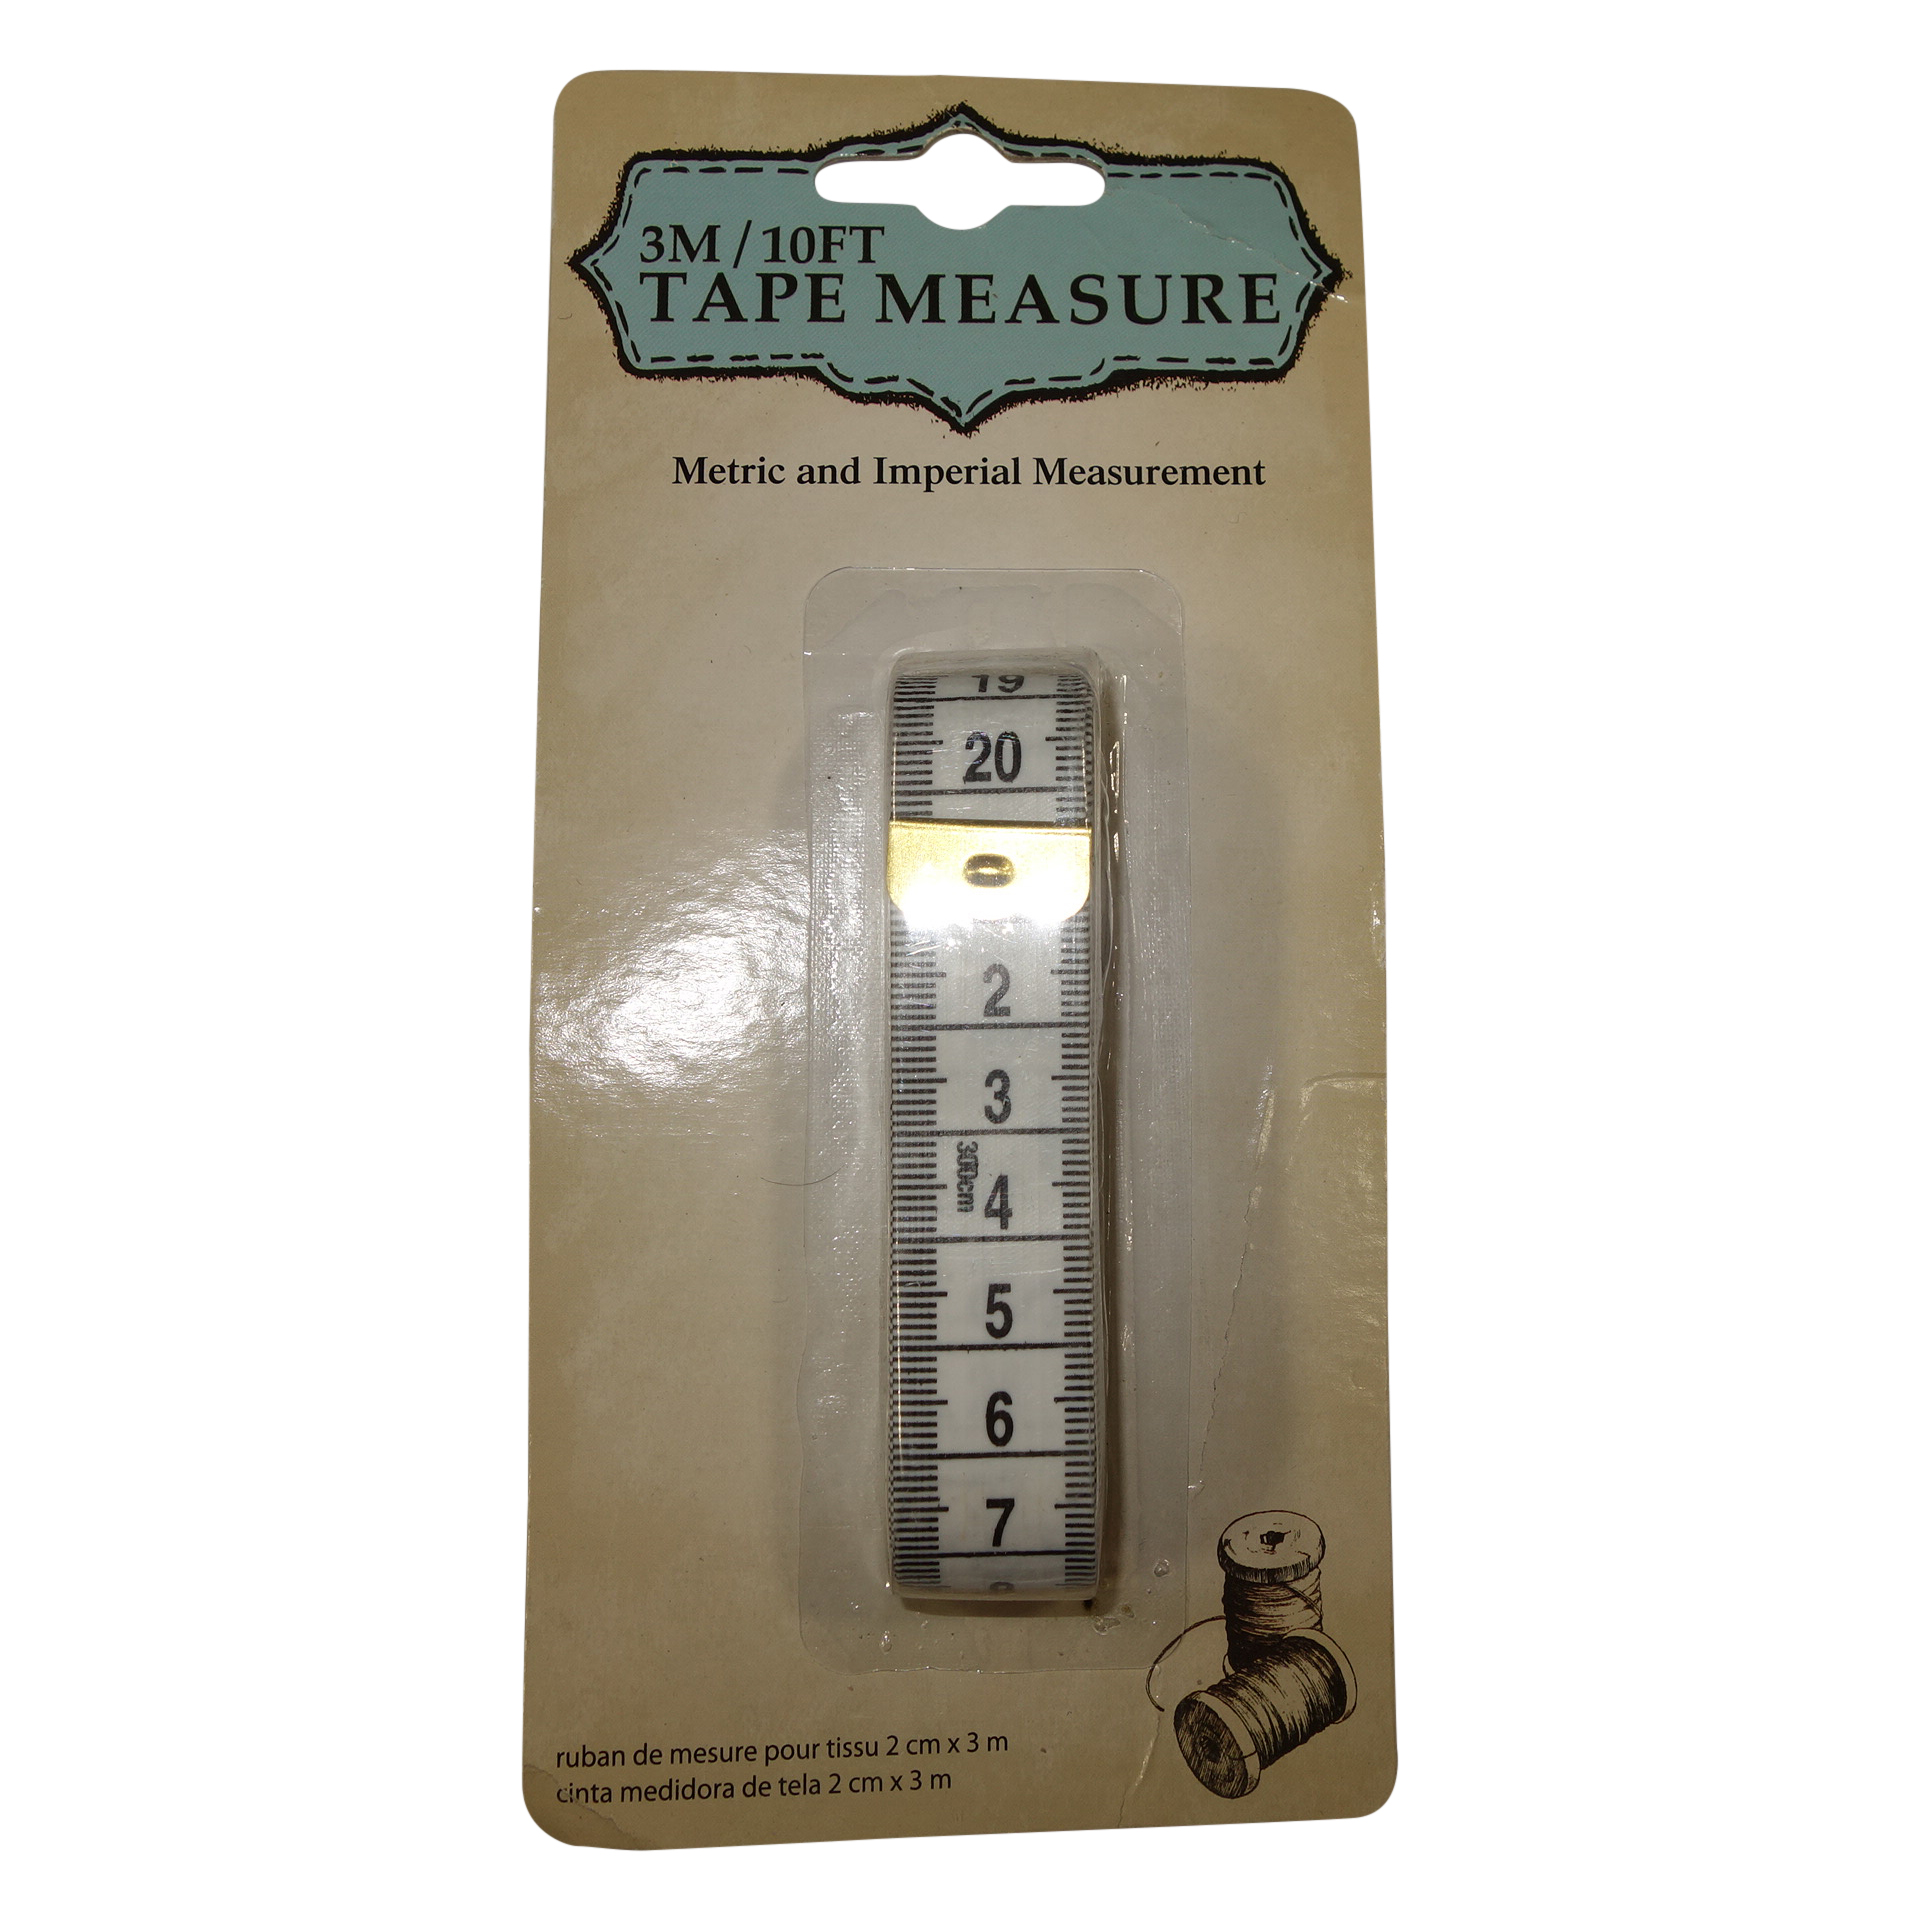 3M / 10FT
TAPE MEASURE
Metric and Imperial Measurement
19
20
2
3
300cm
4
5
6
7
ruban de mesure pour tissu 2 cm x 3 m
cinta medidora de tela 2 cm x 3 m